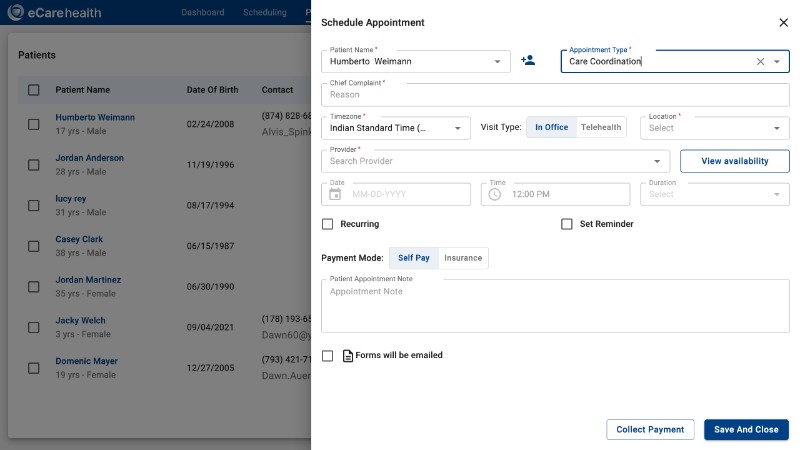 eCarehealth
Dashboard
Scheduling
Schedule Appointment
Patients
Patient Name
Date Of Birth
Contact
Humberto Weimann
17 yrs - Male
02/24/2008
(874) 828-68
Alvis_Spink
Jordan Anderson
28 yrs - Male
11/19/1996
lucy rey
31 yrs - Male
08/17/1994
Casey Clark
38 yrs - Male
06/15/1987
Jordan Martinez
35 yrs - Female
06/30/1990
Jacky Welch
3 yrs - Female
09/04/2021
(178) 193-65
Dawn60@y
Domenic Mayer
19 yrs - Female
12/27/2005
(793) 421-71
Dawn.Auer
Patient Name *
Humberto Weimann
Appointment Type *
Care Coordination
Chief Complaint *
Reason
Timezone *
Indian Standard Time (...
Visit Type:
In Office
Telehealth
Location *
Select
Provider *
Search Provider
View availability
Date
MM-DD-YYYY
Time
12:00 PM
Duration
Select
Recurring
Set Reminder
Payment Mode:
Self Pay
Insurance
Patient Appointment Note
Appointment Note
Forms will be emailed
Collect Payment
Save And Close